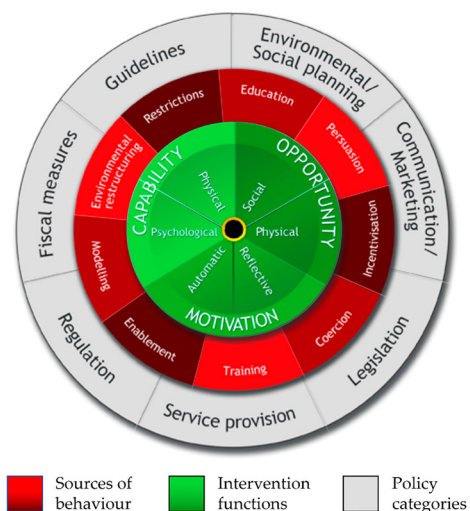 Guidelines
Environmental/
Social planning
Communication/
Marketing
Legislation
Service provision
Regulation
Fiscal measures
Restrictions
Education
Persuasion
Incentivisation
Coercion
Training
Enablement
Modelling
Environmental
restructuring
CAPABILITY
OPPORTUNITY
MOTIVATION
Physical
Social
Psychological
Physical
Automatic
Reflective
Sources of
behaviour
Intervention
functions
Policy
categories